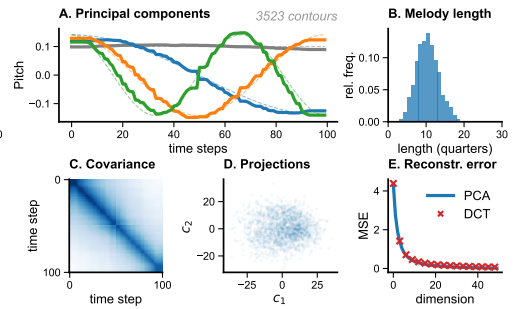 A. Principal components
3523 contours
B. Melody length
Pitch
0.1
0.0
−0.1
0
20
40
60
80
100
time steps
rel. freq.
0.10
0.05
0.00
0
10
20
30
length (quarters)
0
C. Covariance
D. Projections
E. Reconstr. error
time step
0
100
0
100
time step
c2
20
0
−20
−25
0
25
c1
MSE
4
2
0
PCA
DCT
0
20
40
dimension